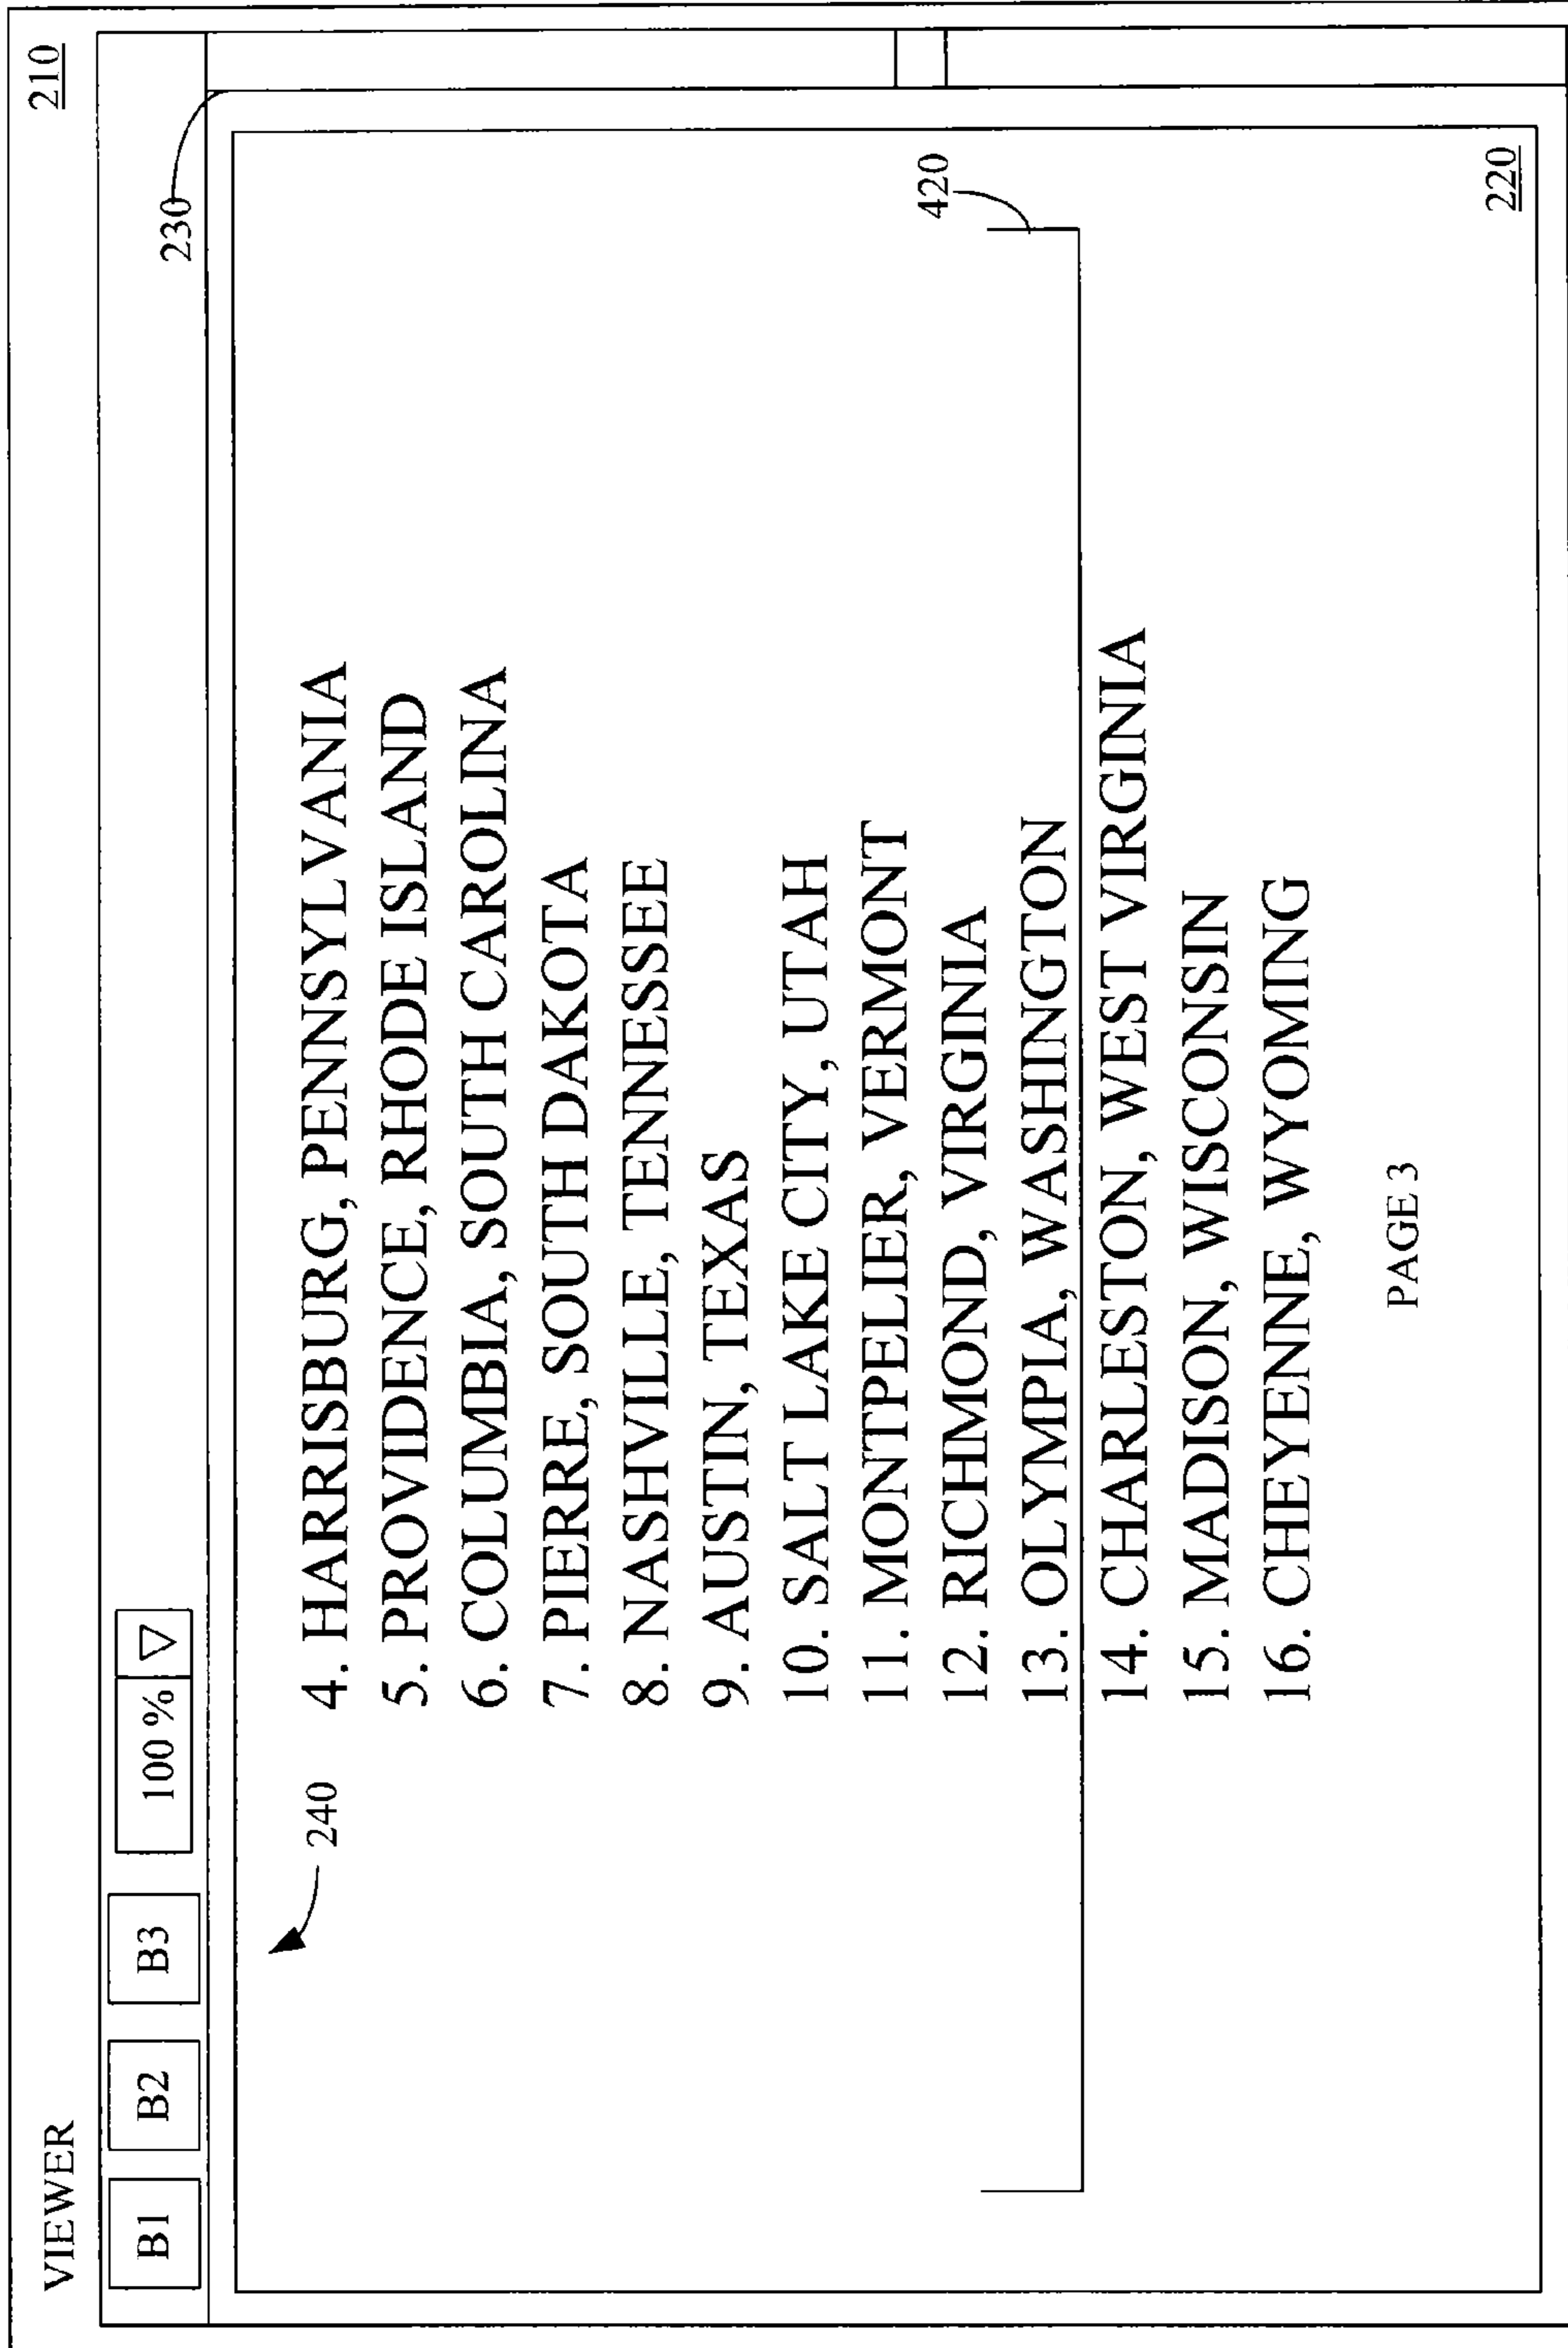 VIEWER
210
B1 B2 B3 100 %
230
240
4. HARRISBURG, PENNSYLVANIA
5. PROVIDENCE, RHODE ISLAND
6. COLUMBIA, SOUTH CAROLINA
7. PIERRE, SOUTH DAKOTA
8. NASHVILLE, TENNESSEE
9. AUSTIN, TEXAS
10. SALT LAKE CITY, UTAH
11. MONTPELIER, VERMONT
420
12. RICHMOND, VIRGINIA
13. OLYMPIA, WASHINGTON
14. CHARLESTON, WEST VIRGINIA
15. MADISON, WISCONSIN
16. CHEYENNE, WYOMING
PAGE 3
220